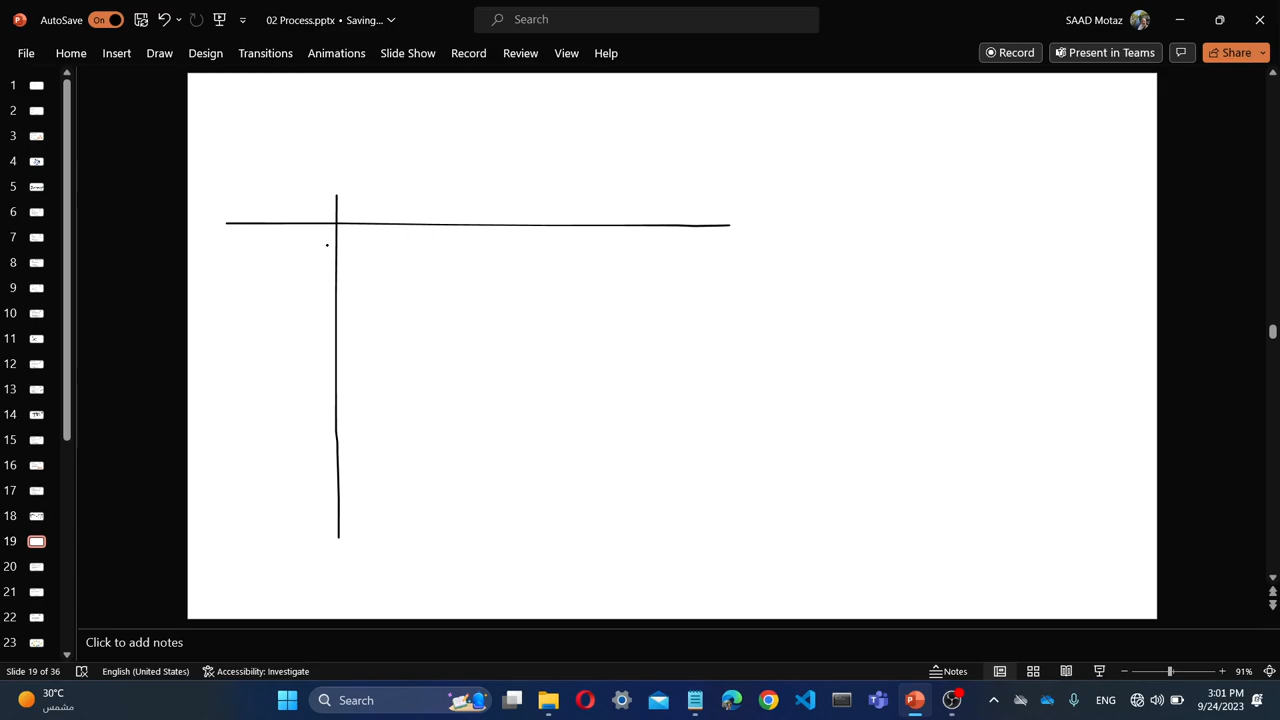 AutoSave On 02 Process.pptx • Saving... Search SAAD Motaz
File Home Insert Draw Design Transitions Animations Slide Show Record Review View Help Record Present in Teams Share
1
2
3
4
5
6
7
8
9
10
11
12
13
14
15
16
17
18
19
20
21
22
23
Click to add notes
Slide 19 of 36 English (United States) Accessibility: Investigate Notes 91%
30°C
مشمس
Search
ENG
3:01 PM
9/24/2023